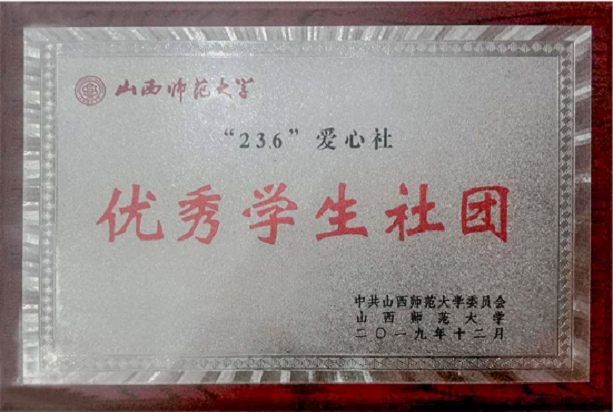 山西师范大学
“23.6”爱心社
优秀学生社团
中共山西师范大学委员会
山西师范大学
二〇一九年十二月